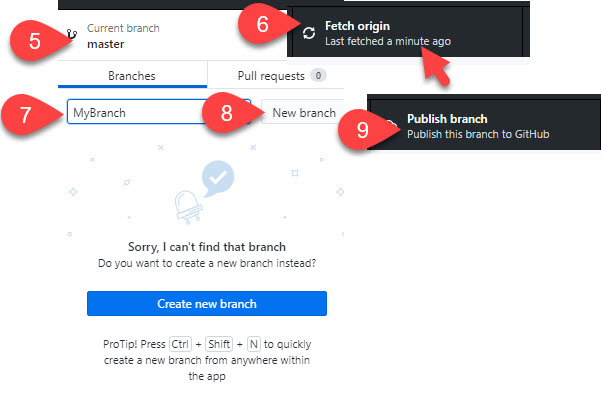 5
Current branch
master
6
Fetch origin
Last fetched a minute ago
Branches
Pull requests 0
7
MyBranch
8
New branch
9
Publish branch
Publish this branch to GitHub
Sorry, I can't find that branch
Do you want to create a new branch instead?
Create new branch
ProTip! Press Ctrl + Shift + N to quickly
create a new branch from anywhere within
the app